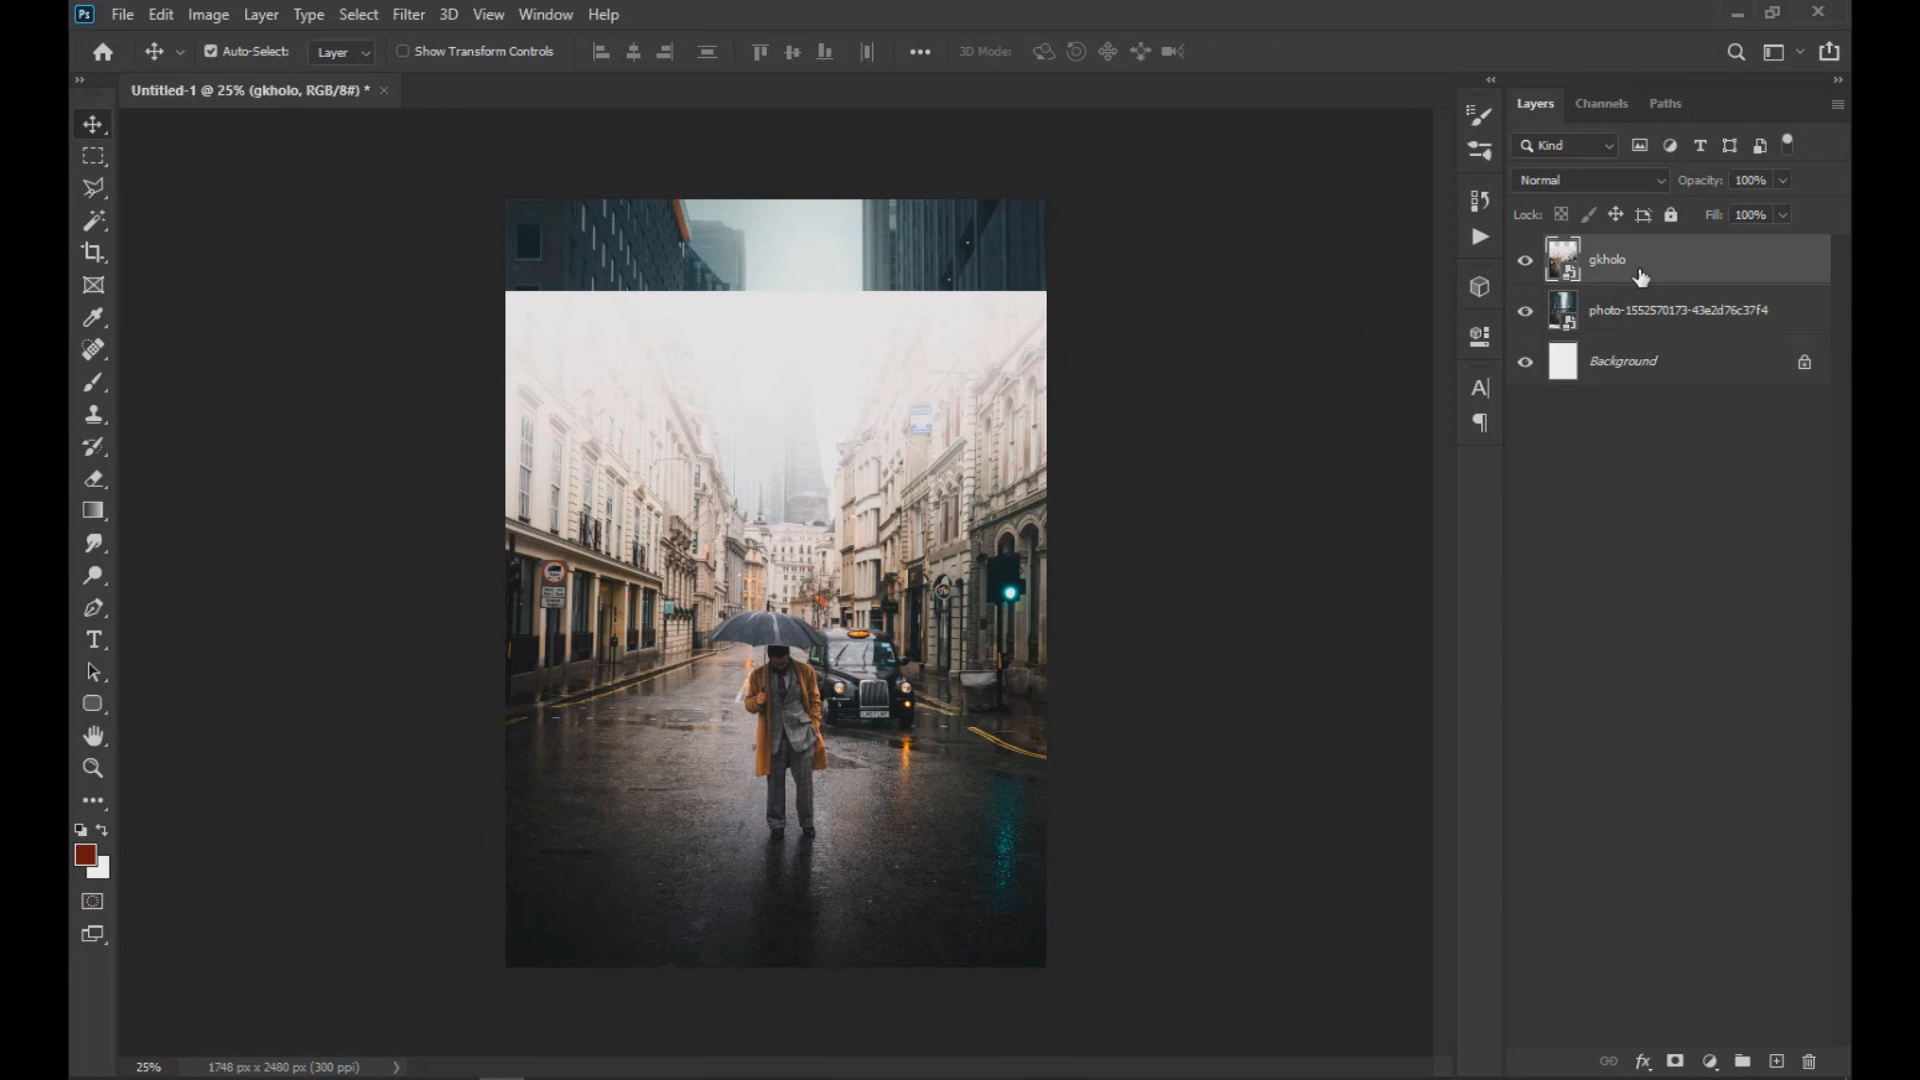 Ps File Edit Image Layer Type Select Filter 3D View Window Help
Auto-Select: Layer Show Transform Controls 3D Mode:
Untitled-1 @ 25% (gkholo, RGB/8#) *
Layers Channels Paths
Kind
Normal Opacity: 100%
Lock: Fill: 100%
gkholo
photo-1552570173-43e2d76c37f4
Background
25% 1748 px x 2480 px (300 ppi)